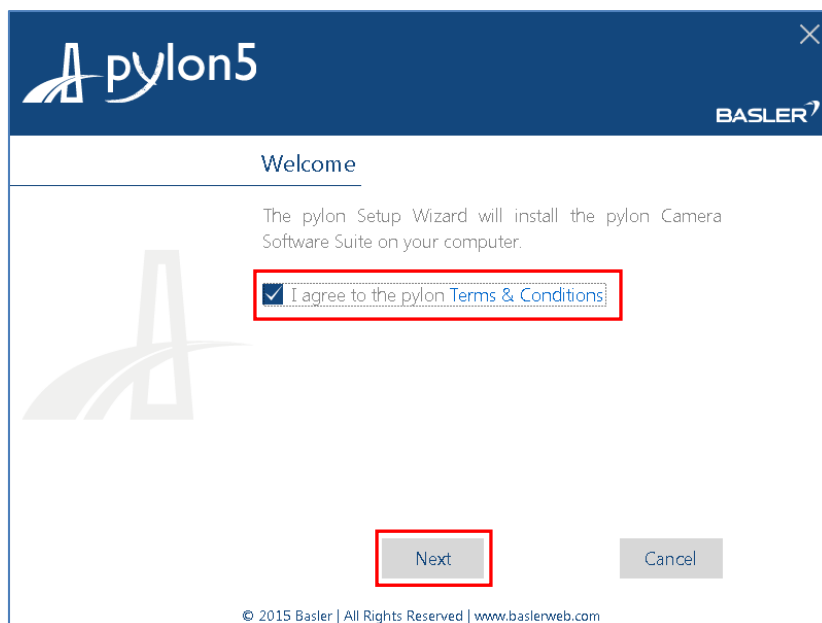 pylon5
BASLER
Welcome
The pylon Setup Wizard will install the pylon Camera
Software Suite on your computer.
I agree to the pylon Terms & Conditions
Next
Cancel
© 2015 Basler | All Rights Reserved | www.baslerweb.com